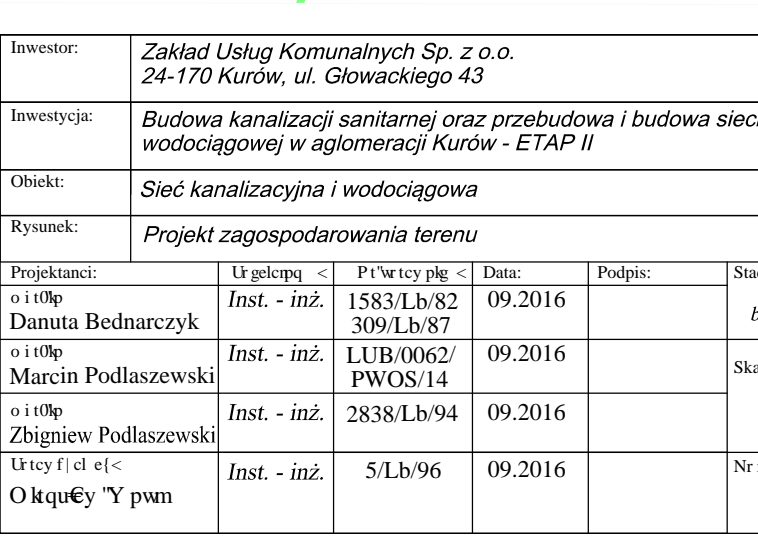 Inwestor:
Zakład Usług Komunalnych Sp. z o.o.
24-170 Kurów, ul. Głowackiego 43
Inwestycja:
Budowa kanalizacji sanitarnej oraz przebudowa i budowa sieci
wodociągowej w aglomeracji Kurów - ETAP II
Obiekt:
Sieć kanalizacyjna i wodociągowa
Rysunek:
Projekt zagospodarowania terenu
Projektanci: Data: Podpis:
Danuta Bednarczyk Inst. - inż. 1583/Lb/82 309/Lb/87 09.2016
Marcin Podlaszewski Inst. - inż. LUB/0062/ PWOS/14 09.2016
Zbigniew Podlaszewski Inst. - inż. 2838/Lb/94 09.2016
Inst. - inż. 5/Lb/96 09.2016
Nr